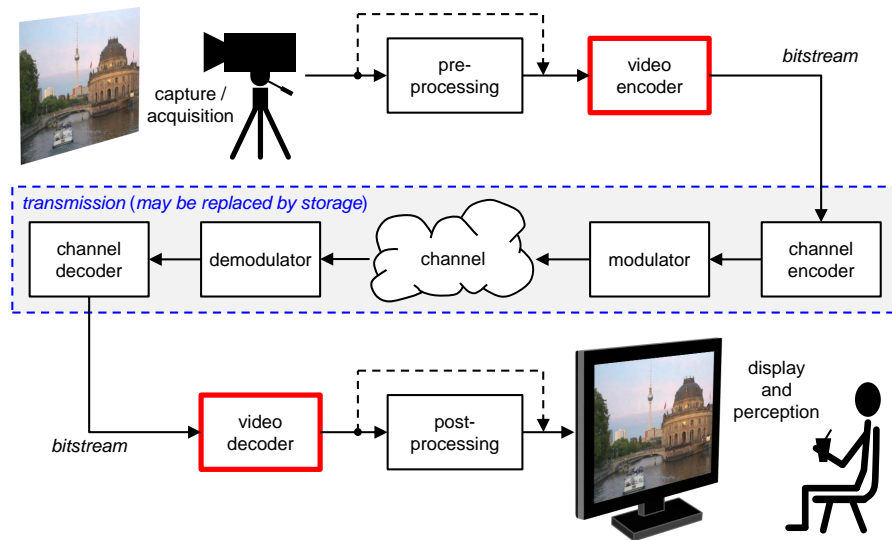 capture /
acquisition
pre-
processing
video
encoder
bitstream
transmission (may be replaced by storage)
channel
decoder
demodulator
channel
modulator
channel
encoder
bitstream
video
decoder
post-
processing
display
and
perception